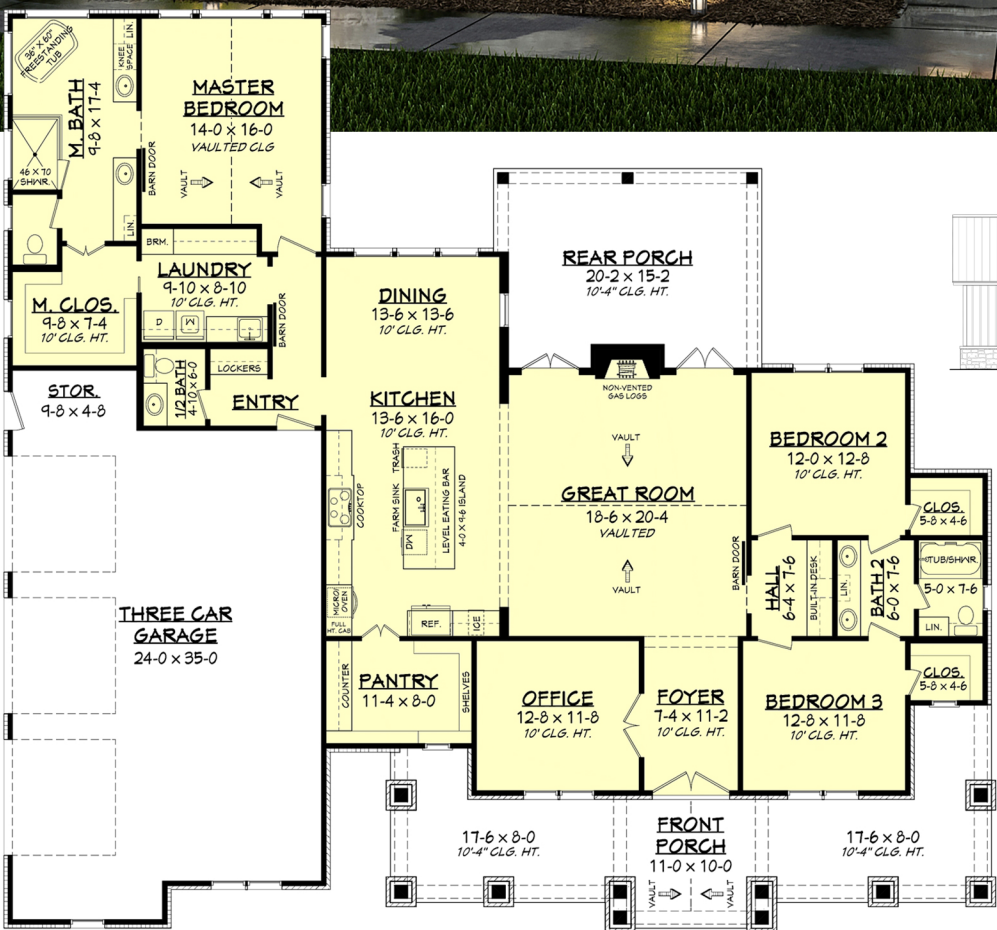 36" X 60"
FREESTANDING
TUB
KNEE
SPACE
LIN.
M. BATH
9-8 X 17-4
46 X 70
SHWR.
LIN.
MASTER
BEDROOM
14-0 X 16-0
VAULTED CLG
BARN DOOR
VAULT
VAULT
BRM.
LAUNDRY
9-10 X 8-10
10' CLG. HT.
D
W
BARN DOOR
M. CLOS.
9-8 X 7-4
10' CLG. HT.
STOR.
9-8 X 4-8
1/2 BATH
4-10 X 6-0
LOCKERS
ENTRY
DINING
13-6 X 13-6
10' CLG. HT.
REAR PORCH
20-2 X 15-2
10'-4" CLG. HT.
KITCHEN
13-6 X 16-0
10' CLG. HT.
COOKTOP
TRASH
FARM SINK
DW
LEVEL EATING BAR
4-0 X 9-6 ISLAND
MICRO/
OVEN
FULL
HT. CAB
REF.
ICE
NON-VENTED
GAS LOGS
VAULT
GREAT ROOM
18-6 X 20-4
VAULTED
VAULT
BARN DOOR
BEDROOM 2
12-0 X 12-8
10' CLG. HT.
CLOS.
5-8 X 4-6
HALL
6-4 X 7-6
BUILT-IN DESK
LIN.
BATH 2
6-0 X 7-6
TUB/SHWR.
5-0 X 7-6
LIN.
THREE CAR
GARAGE
24-0 X 35-0
COUNTER
PANTRY
11-4 X 8-0
SHELVES
OFFICE
12-8 X 11-8
10' CLG. HT.
FOYER
7-4 X 11-2
10' CLG. HT.
BEDROOM 3
12-8 X 11-8
10' CLG. HT.
CLOS.
5-8 X 4-6
17-6 X 8-0
10'-4" CLG. HT.
FRONT
PORCH
11-0 X 10-0
VAULT
VAULT
17-6 X 8-0
10'-4" CLG. HT.